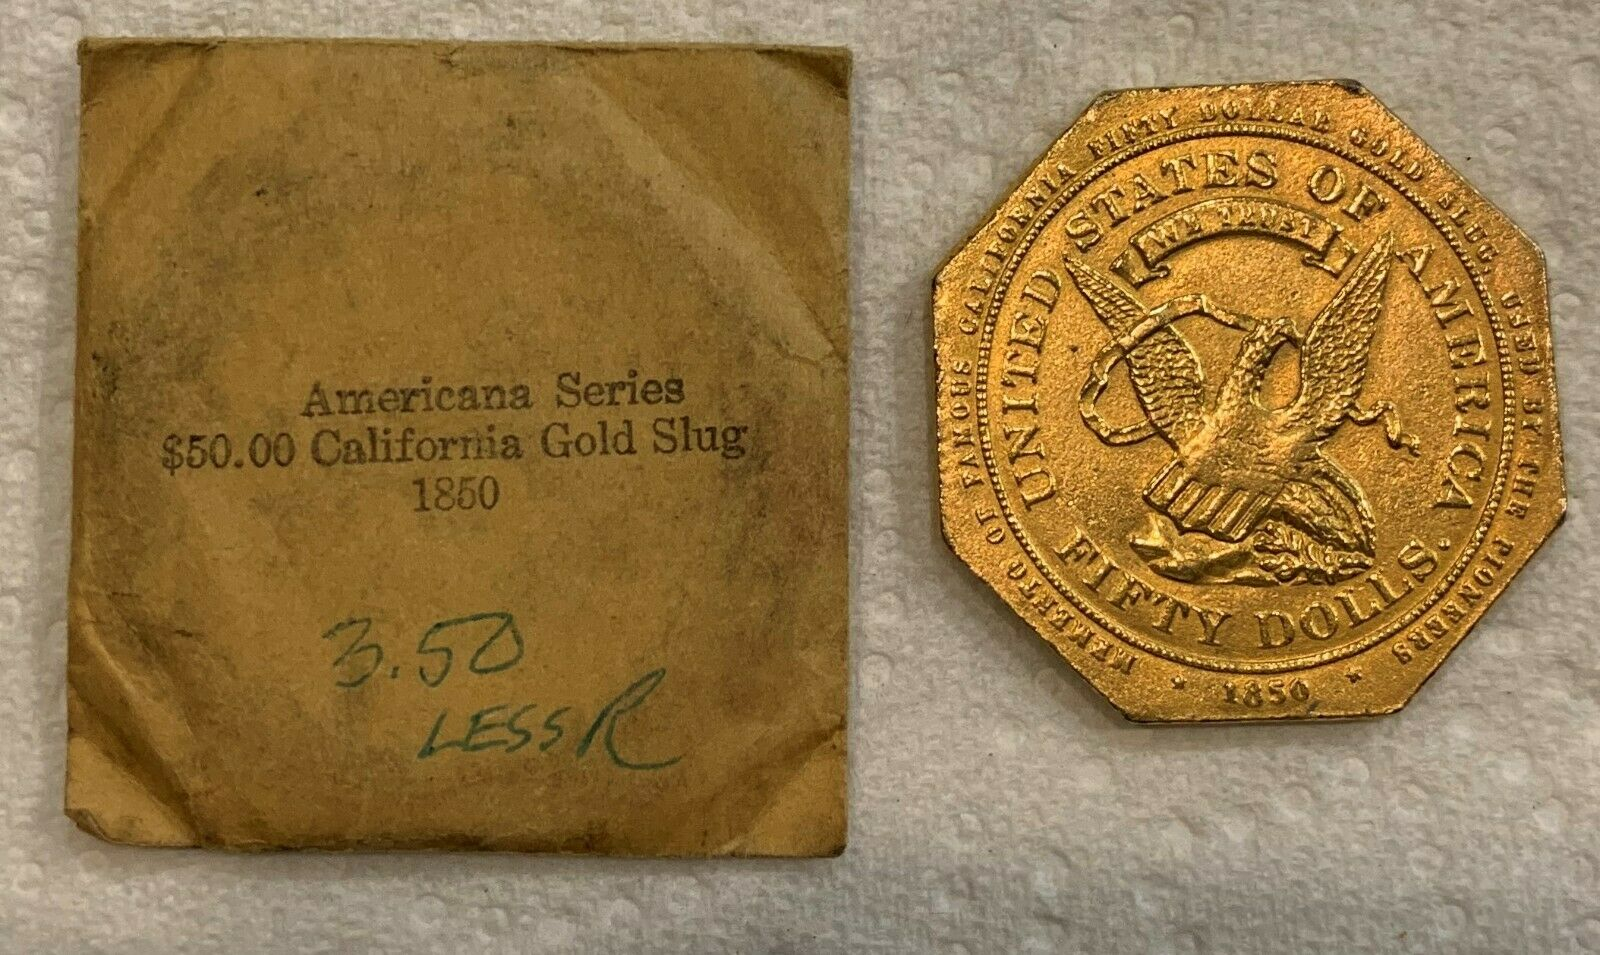 Americana Series
$50.00 California Gold Slug
1850
3.50
LESS R
MEMETO OF FAMOUS CALIFORNIA FIFTY DOLLAR GOLD SLUG, USED BY THE PIONEERS
UNITED STATES OF AMERICA
WE TRUST
FIFTY DOLLS.
* 1850 *